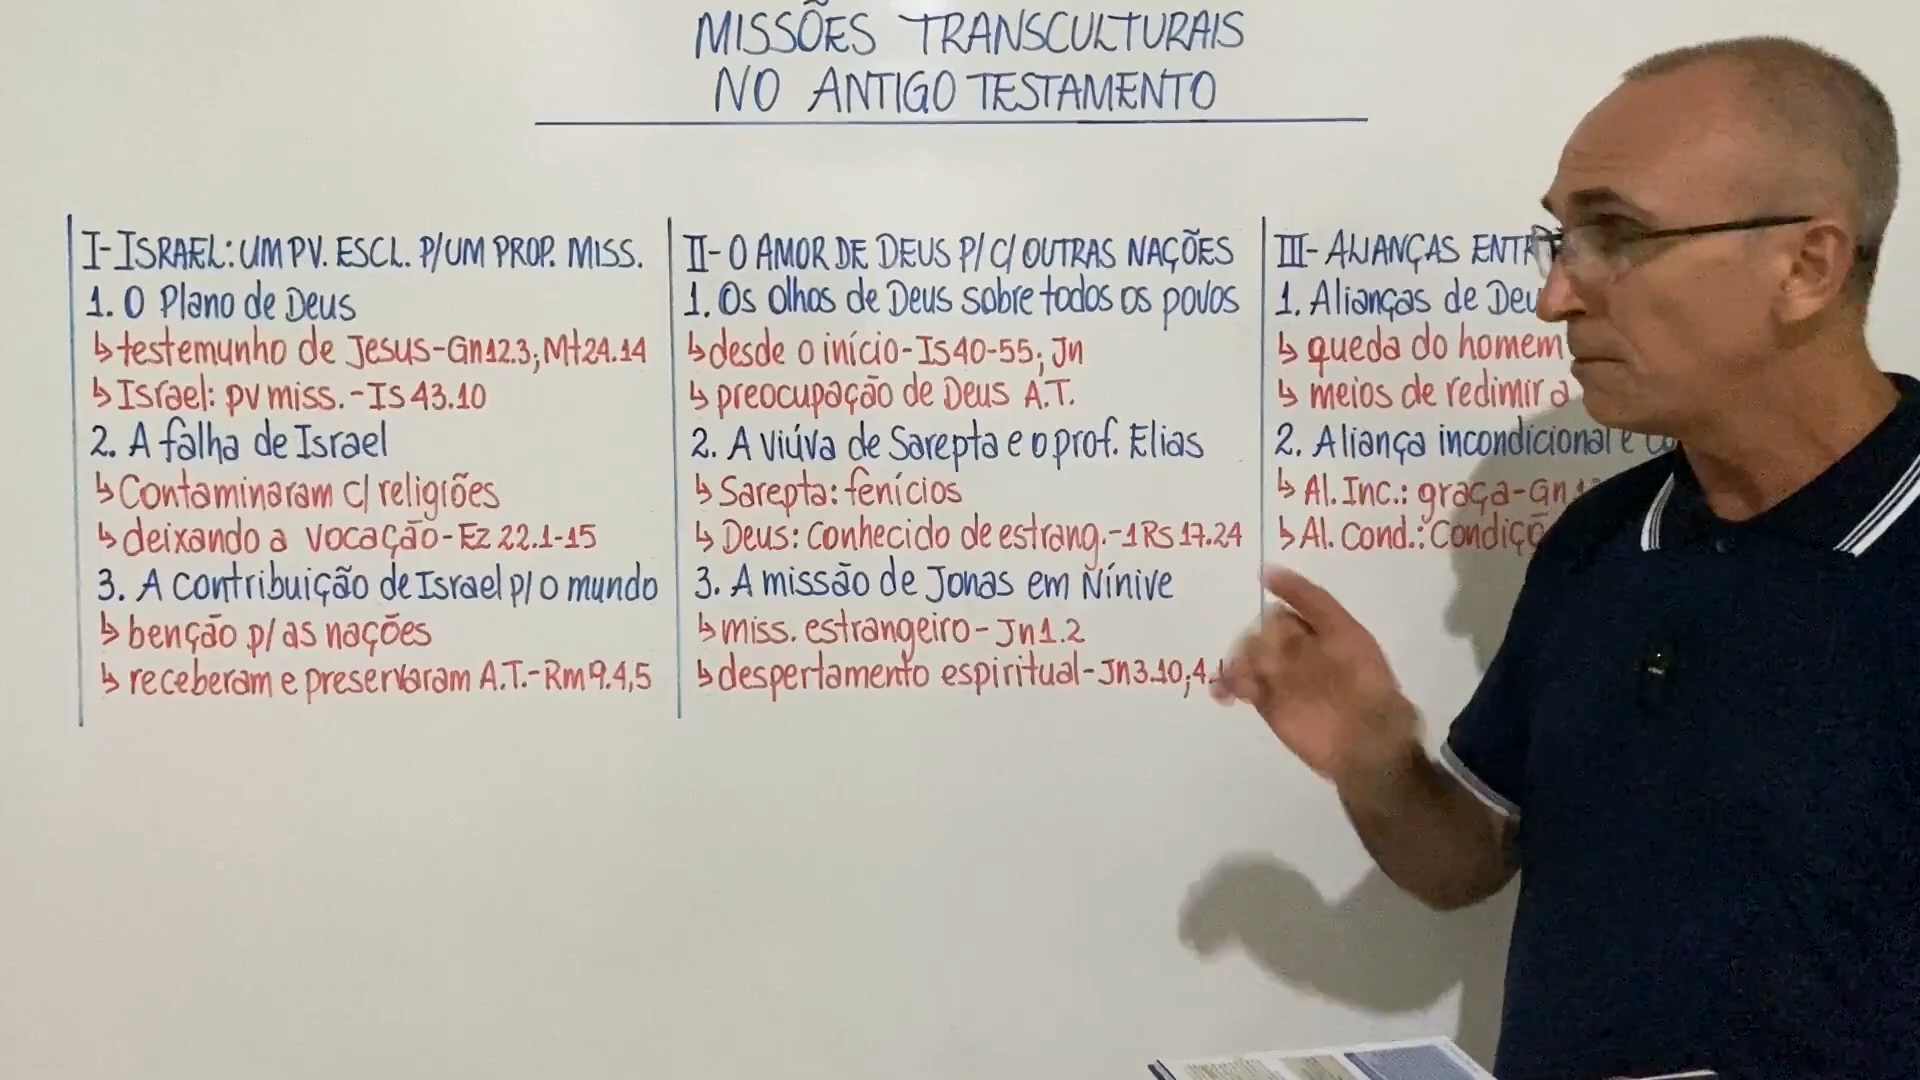 MISSÕES TRANSCULTURAIS
NO ANTIGO TESTAMENTO
I-ISRAEL: UM PV. ESCL. P/UM PROP. MISS.
1. O Plano de Deus
↳testemunho de Jesus-Gn12.3; Mt24.14
↳Israel: pv miss.-Is 43.10
2. A falha de Israel
↳Contaminaram c/ religiões
↳deixando a vocação-Ez 22.1-15
3. A contribuição de Israel p/ o mundo
↳benção p/ as nações
↳receberam e preservaram A.T.-Rm9.4,5
II-O AMOR DE DEUS P/ C/ OUTRAS NAÇÕES
1. Os olhos de Deus sobre todos os povos
↳desde o início-Is40-55; Jn
↳preocupação de Deus A.T.
2. A viúva de Sarepta e o prof. Elias
↳Sarepta: fenícios
↳Deus: conhecido de estrang.-1Rs 17.24
3. A missão de Jonas em Nínive
↳miss. estrangeiro-Jn1.2
↳despertamento espiritual-Jn3.10;4.
III-ALIANÇAS
1. Alianças de
↳queda do homem
↳meios de redimir a
2. Aliança incondicional e
↳Al. Inc.: graça-Gn
↳Al. Cond.: